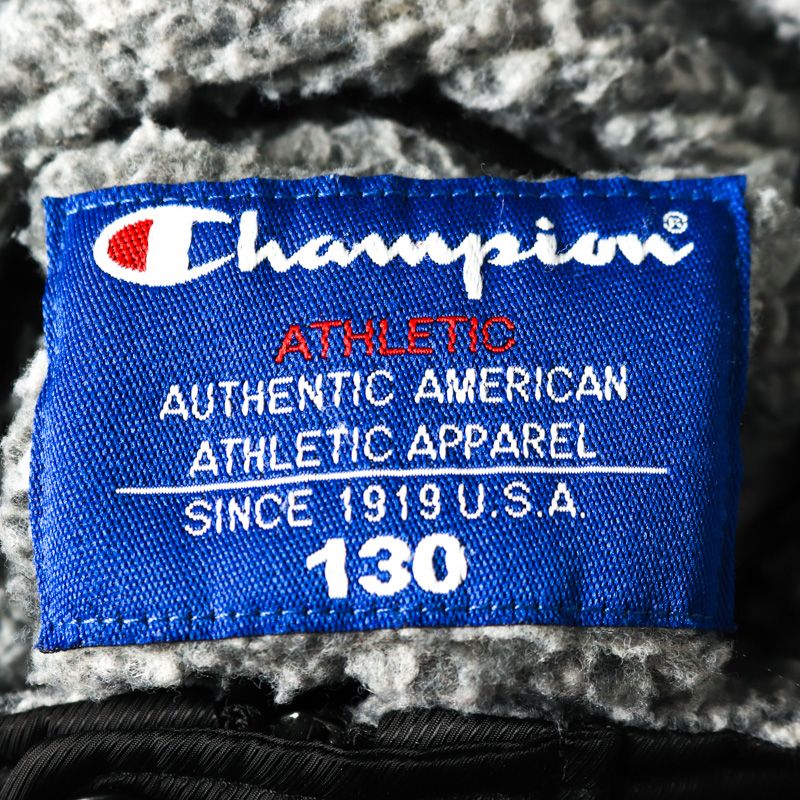 Champion®
ATHLETIC
AUTHENTIC AMERICAN
ATHLETIC APPAREL
SINCE 1919 U.S.A.
130